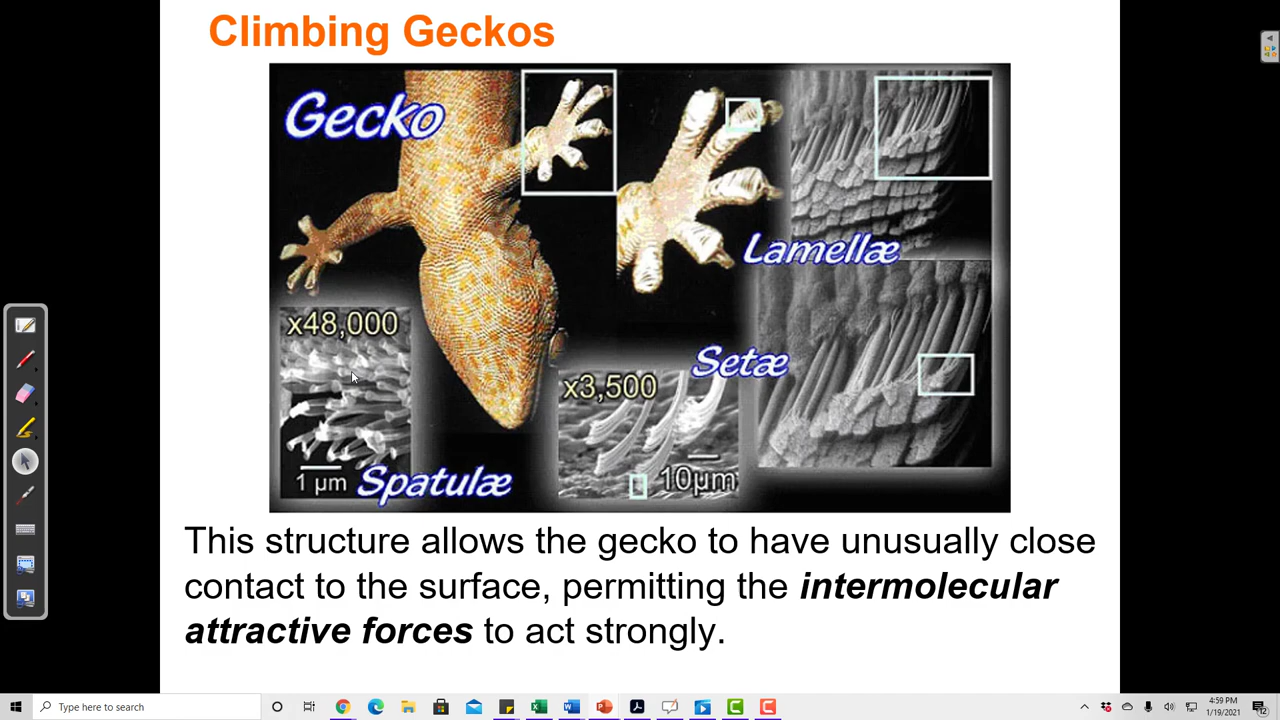 Climbing Geckos
Gecko
Lamellæ
x48,000
Setæ
x3,500
1 µm
Spatulæ
10µm
This structure allows the gecko to have unusually close
contact to the surface, permitting the intermolecular
attractive forces to act strongly.
Type here to search
4:59 PM
1/19/2021
12